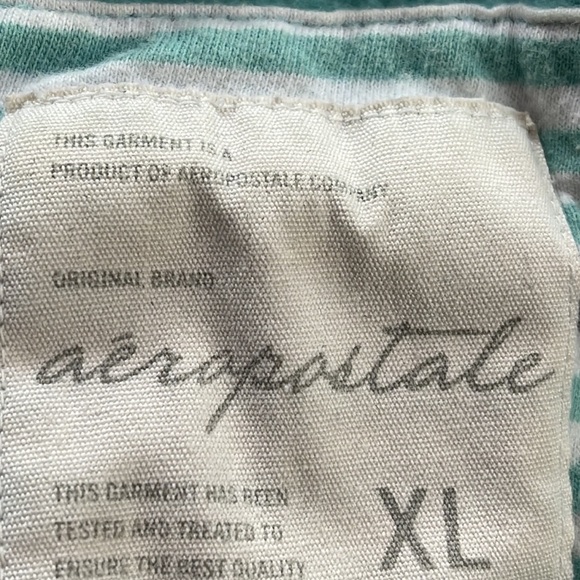 THIS GARMENT IS A
PRODUCT OF AEROPOSTALE COMPANY
ORIGINAL BRAND
aéropostale
THIS GARMENT HAS BEEN
TESTED AND TREATED TO
ENSURE THE BEST QUALITY
XL